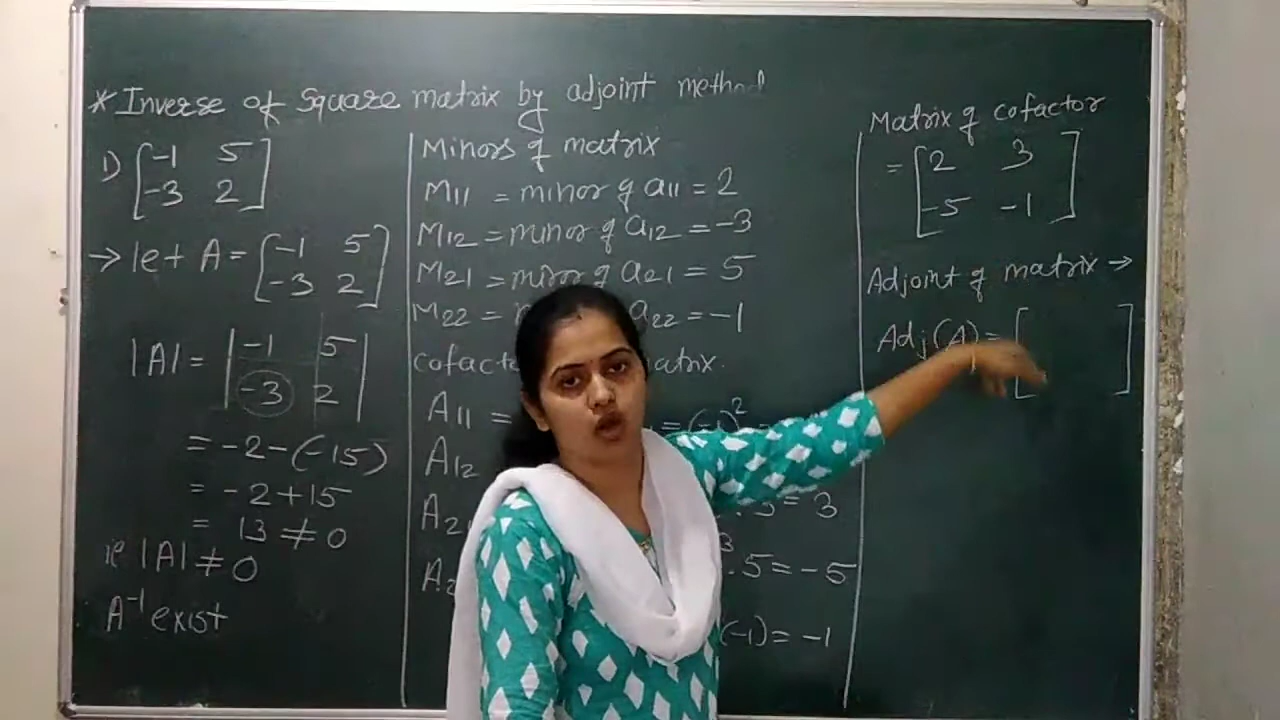 * Inverse of Square matrix by adjoint method
1) [-1 5
-3 2]
→ let A = [-1 5
-3 2]
|A| = |-1 5
-3 2|
= -2-(-15)
= -2+15
= 13 ≠ 0
ie |A| ≠ 0
A⁻¹ exist
Minors of matrix
M11 = minor of a11 = 2
M12 = minor of a12 = -3
M21 = minor of a21 = 5
M22 = a22 = -1
A11 = = (-1)²
A12
3 = 3
.5 = -5
(-1) = -1
Matrix of cofactor
= [2 3
-5 -1]
Adjoint of matrix →
Adj(A) = [ ]